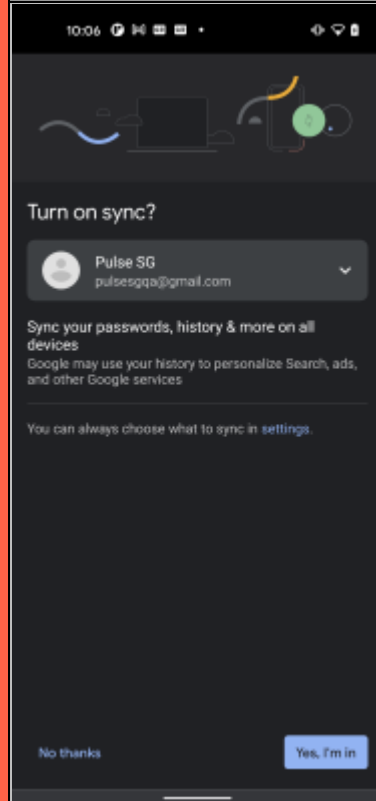 10:06
Turn on sync?
Pulse SG
pulsesgqa@gmail.com
Sync your passwords, history & more on all
devices
Google may use your history to personalize Search, ads,
and other Google services
You can always choose what to sync in settings.
No thanks
Yes, I'm in